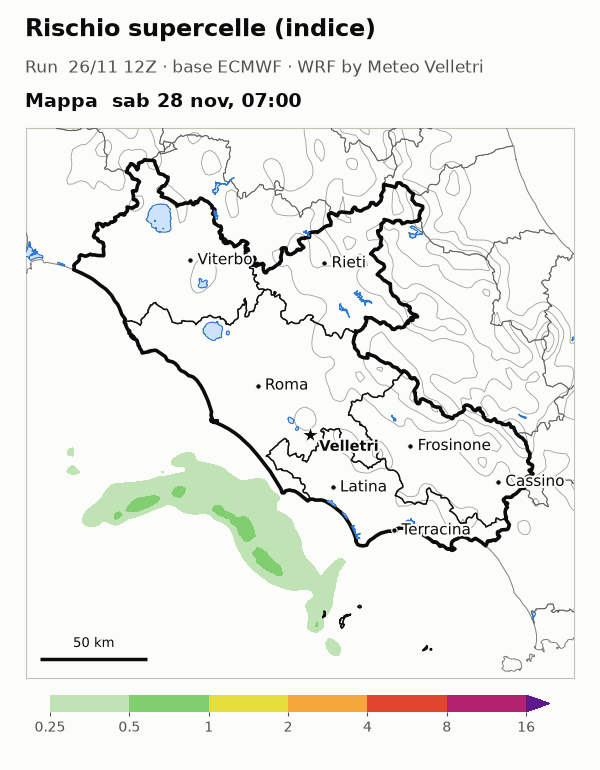 Rischio supercelle (indice)
Run  26/11 12Z · base ECMWF · WRF by Meteo Velletri
Mappa  sab 28 nov, 07:00
Viterbo
Rieti
Roma
Velletri
Frosinone
Cassino
Latina
Terracina
50 km
0.25 0.5 1 2 4 8 16